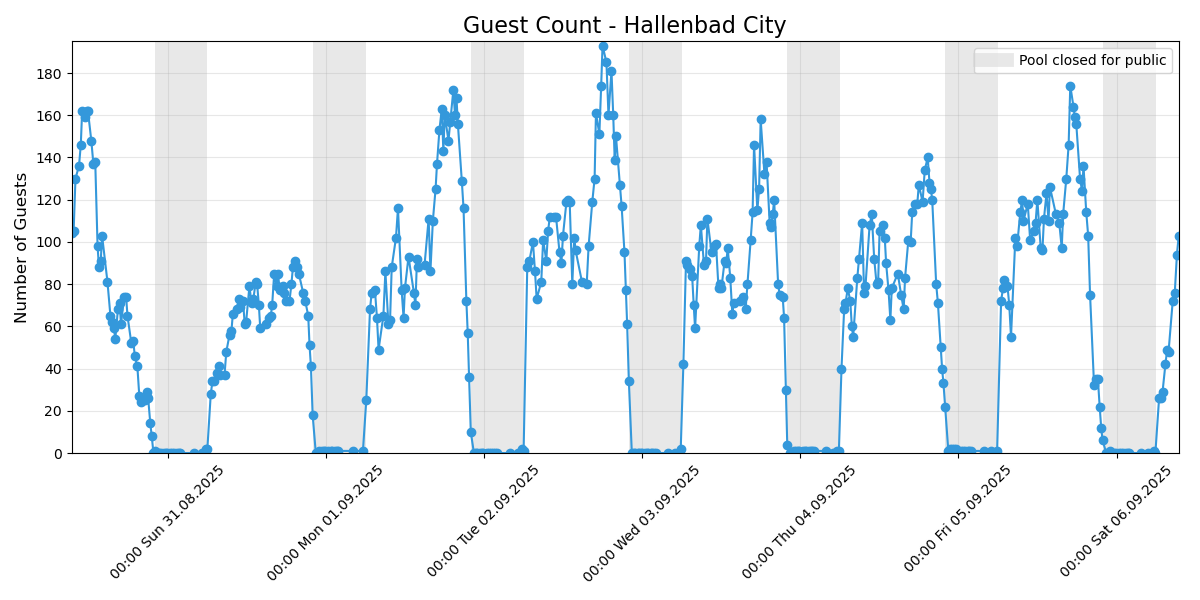 Guest Count - Hallenbad City
Pool closed for public
Number of Guests
180
160
140
120
100
80
60
40
20
0
00:00 Sun 31.08.2025
00:00 Mon 01.09.2025
00:00 Tue 02.09.2025
00:00 Wed 03.09.2025
00:00 Thu 04.09.2025
00:00 Fri 05.09.2025
00:00 Sat 06.09.2025